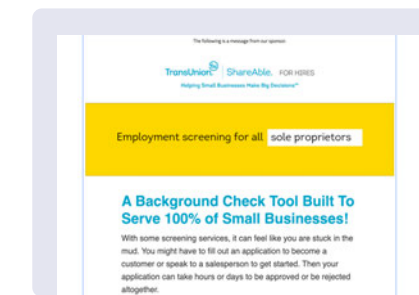 The following is a message from our sponsor.
TransUnion ShareAble. FOR HIRES
Helping Small Businesses Make Big Decisions™
Employment screening for all sole proprietors
A Background Check Tool Built To
Serve 100% of Small Businesses!
With some screening services, it can feel like you are stuck in the
mud. You might have to fill out an application to become a
customer or speak to a salesperson to get started. Then your
application can take hours or days to be approved or be rejected
altogether.